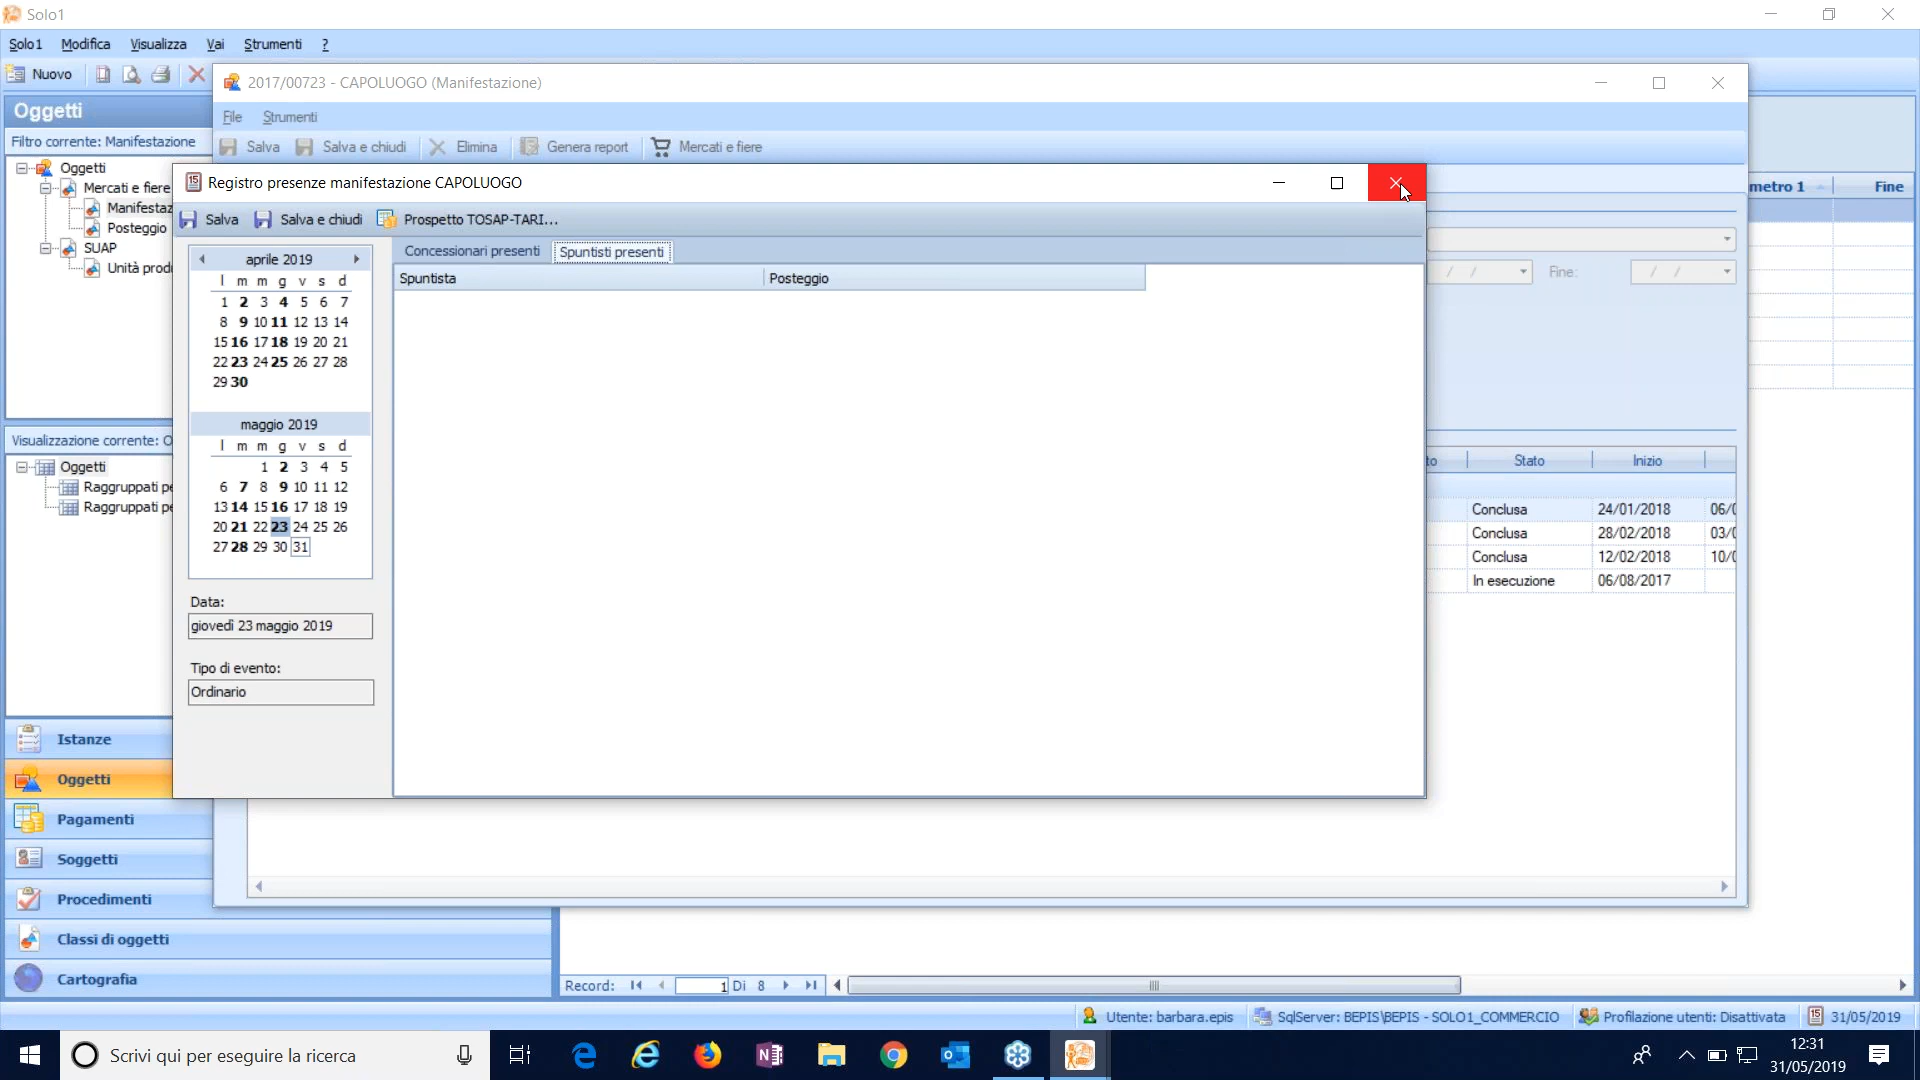 Solo1
Solo1 Modifica Visualizza Vai Strumenti ?
Nuovo
2017/00723 - CAPOLUOGO (Manifestazione)
File Strumenti
Salva Salva e chiudi Elimina Genera report Mercati e fiere
Oggetti
Filtro corrente: Manifestazione
Oggetti
Mercati e fiere
Manifestaz
Posteggio
SUAP
Unità prod
Registro presenze manifestazione CAPOLUOGO
Salva Salva e chiudi Prospetto TOSAP-TARI...
Concessionari presenti Spuntisti presenti
Spuntista Posteggio
aprile 2019
l m m g v s d
1 2 3 4 5 6 7
8 9 10 11 12 13 14
15 16 17 18 19 20 21
22 23 24 25 26 27 28
29 30
maggio 2019
l m m g v s d
1 2 3 4 5
6 7 8 9 10 11 12
13 14 15 16 17 18 19
20 21 22 23 24 25 26
27 28 29 30 31
Data:
giovedì 23 maggio 2019
Tipo di evento:
Ordinario
metro 1 Fine
/ / Fine: / /
to Stato Inizio
Conclusa 24/01/2018 06/0
Conclusa 28/02/2018 03/0
Conclusa 12/02/2018 10/0
In esecuzione 06/08/2017
Visualizzazione corrente: O
Oggetti
Raggruppati pe
Raggruppati pe
Istanze
Oggetti
Pagamenti
Soggetti
Procedimenti
Classi di oggetti
Cartografia
Record: 1 Di 8
Utente: barbara.epis SqlServer: BEPIS\BEPIS - SOLO1_COMMERCIO Profilazione utenti: Disattivata 31/05/2019
Scrivi qui per eseguire la ricerca
12:31
31/05/2019